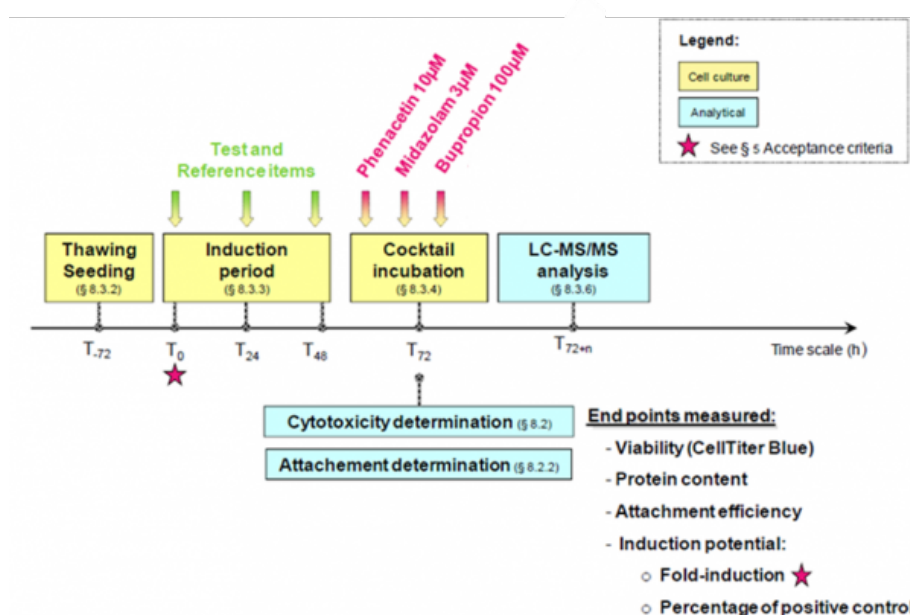 Legend:
Cell culture
Analytical
See § 5 Acceptance criteria
Phenacetin 10µM
Midazolam 3µM
Bupropion 100µM
Test and
Reference items
Thawing
Seeding
(§ 8.3.2)
Induction
period
(§ 8.3.3)
Cocktail
incubation
(§ 8.3.4)
LC-MS/MS
analysis
(§ 8.3.6)
T-72
T0
T24
T48
T72
T72+n
Time scale (h)
Cytotoxicity determination (§ 8.2)
Attachement determination (§ 8.2.2)
End points measured:
- Viability (CellTiter Blue)
- Protein content
- Attachment efficiency
- Induction potential:
o Fold-induction
o Percentage of positive control